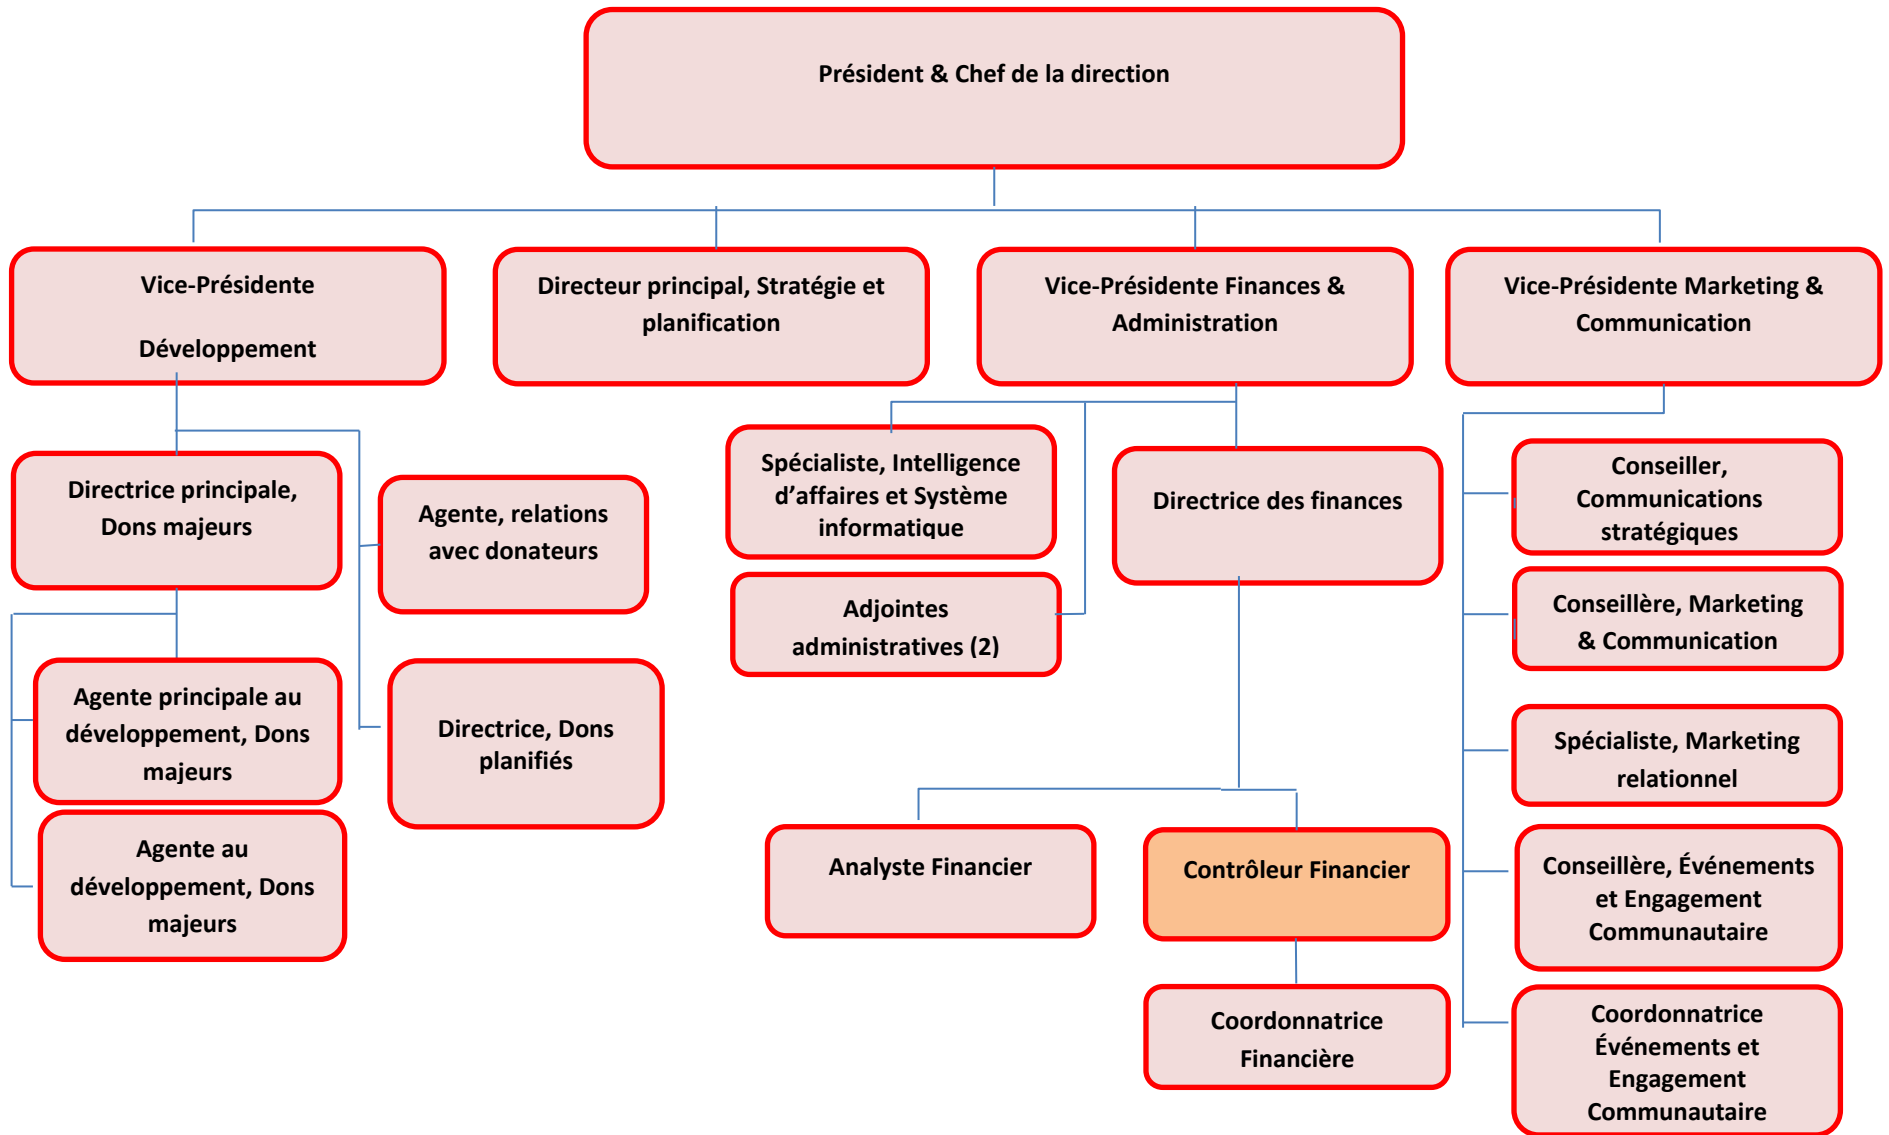 Président & Chef de la direction
Vice-Présidente
Développement
Directeur principal, Stratégie et
planification
Vice-Présidente Finances &
Administration
Vice-Présidente Marketing &
Communication
Directrice principale,
Dons majeurs
Agente, relations
avec donateurs
Agente principale au
développement, Dons
majeurs
Directrice, Dons
planifiés
Agente au
développement, Dons
majeurs
Spécialiste, Intelligence
d’affaires et Système
informatique
Directrice des finances
Adjointes
administratives (2)
Analyste Financier
Contrôleur Financier
Coordonnatrice
Financière
Conseiller,
Communications
stratégiques
Conseillère, Marketing
& Communication
Spécialiste, Marketing
relationnel
Conseillère, Événements
et Engagement
Communautaire
Coordonnatrice
Événements et
Engagement
Communautaire